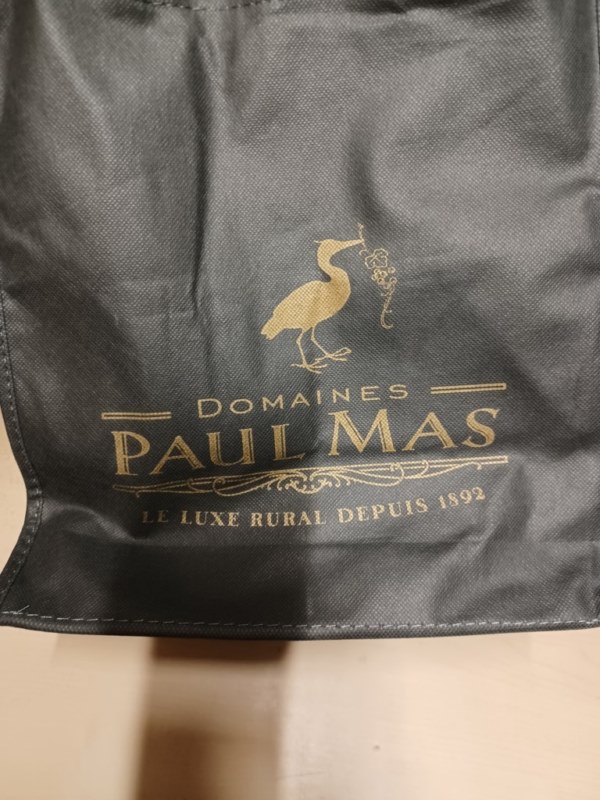 DOMAINES
PAUL MAS
LE LUXE RURAL DEPUIS 1892